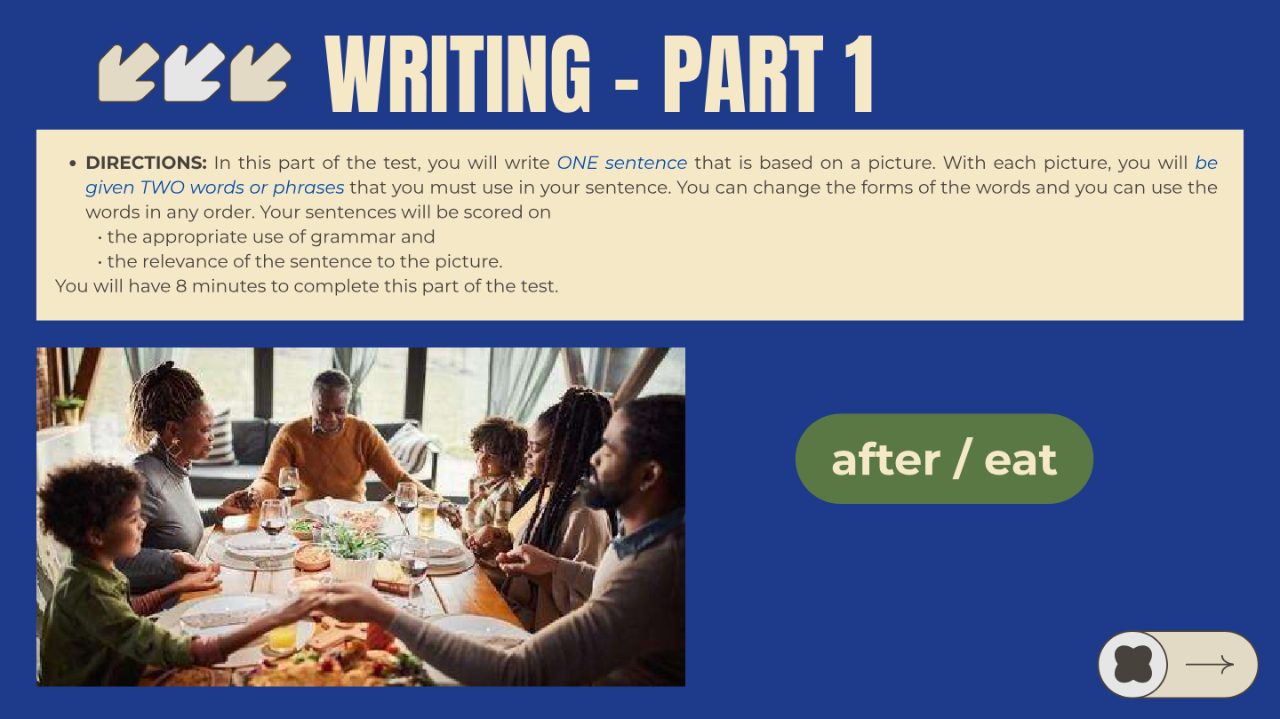 WRITING - PART 1
• DIRECTIONS: In this part of the test, you will write ONE sentence that is based on a picture. With each picture, you will be
given TWO words or phrases that you must use in your sentence. You can change the forms of the words and you can use the
words in any order. Your sentences will be scored on
• the appropriate use of grammar and
• the relevance of the sentence to the picture.
You will have 8 minutes to complete this part of the test.
after / eat